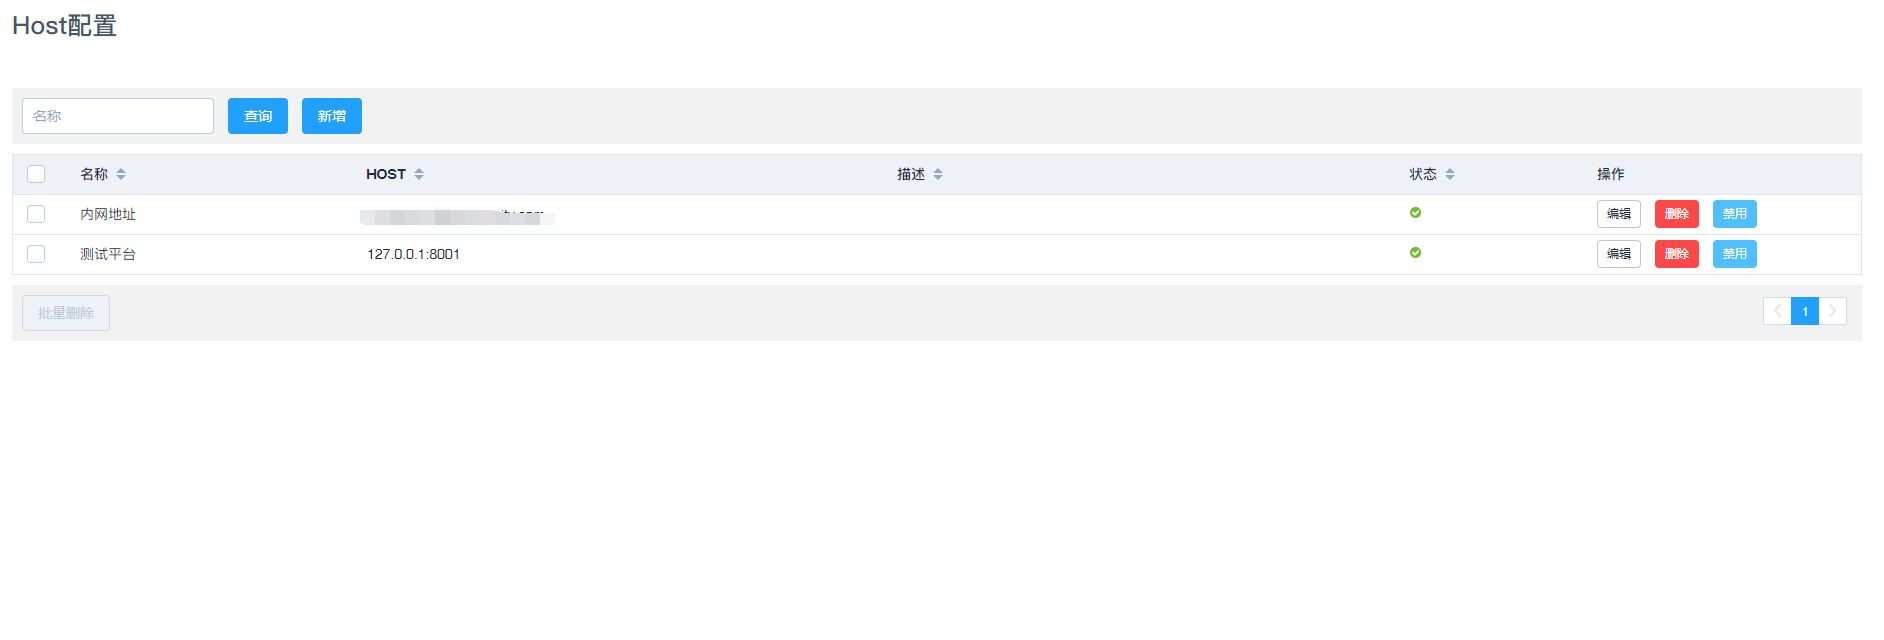 Host配置
名称 查询 新增
名称 HOST 描述 状态 操作
内网地址 编辑 删除 禁用
测试平台 127.0.0.1:8001 编辑 删除 禁用
批量删除 1